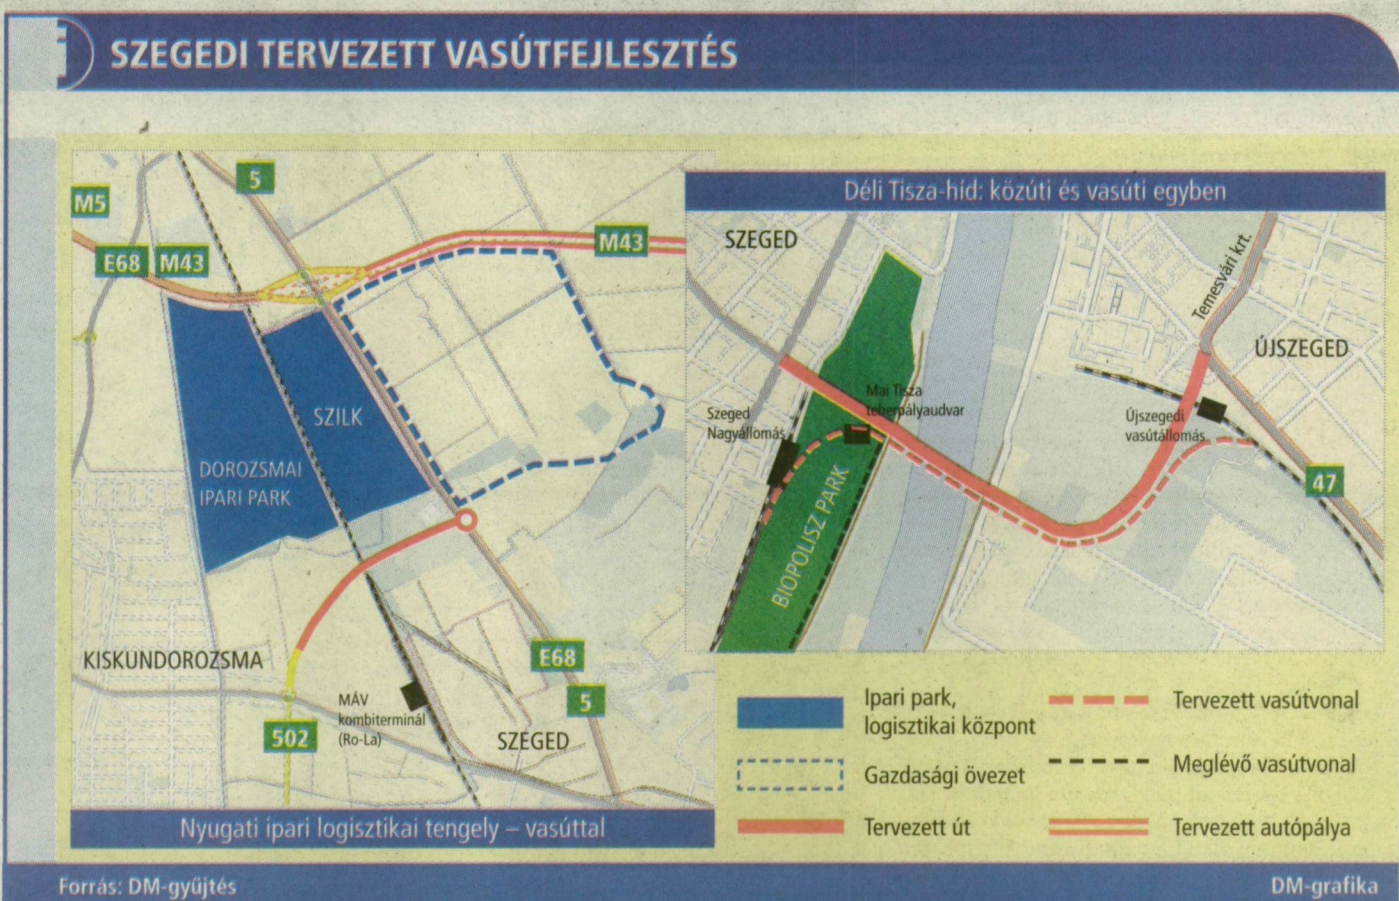 i
SZEGEDI TERVEZETT VASÚTFEJLESZTÉS
5
M5
E68
M43
M43
SZILK
DOROZSMAI
IPARI PARK
KISKUNDOROZSMA
E68
5
MÁV
kombiterminál
(Ro-La)
502
SZEGED
Nyugati ipari logisztikai tengely – vasúttal
Déli Tisza-híd: közúti és vasúti egyben
SZEGED
Temesvári krt.
ÚJSZEGED
Mai Tisza
teherpályaudvar
Szeged
Nagyállomás
Újszegedi
vasútállomás
47
BIOPOLISZ PARK
Ipari park,
logisztikai központ
Gazdasági övezet
Tervezett út
Tervezett vasútvonal
Meglévő vasútvonal
Tervezett autópálya
Forrás: DM-gyűjtés
DM-grafika